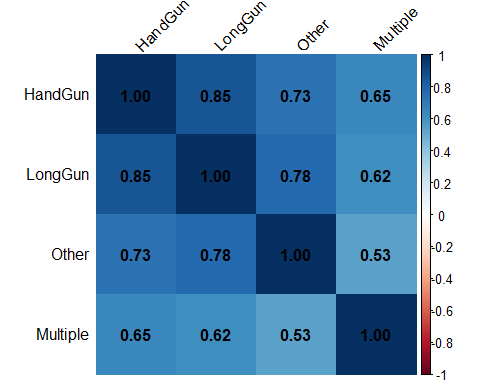 HandGun LongGun Other Multiple
HandGun 1.00 0.85 0.73 0.65
LongGun 0.85 1.00 0.78 0.62
Other 0.73 0.78 1.00 0.53
Multiple 0.65 0.62 0.53 1.00
1
0.8
0.6
0.4
0.2
0
-0.2
-0.4
-0.6
-0.8
-1